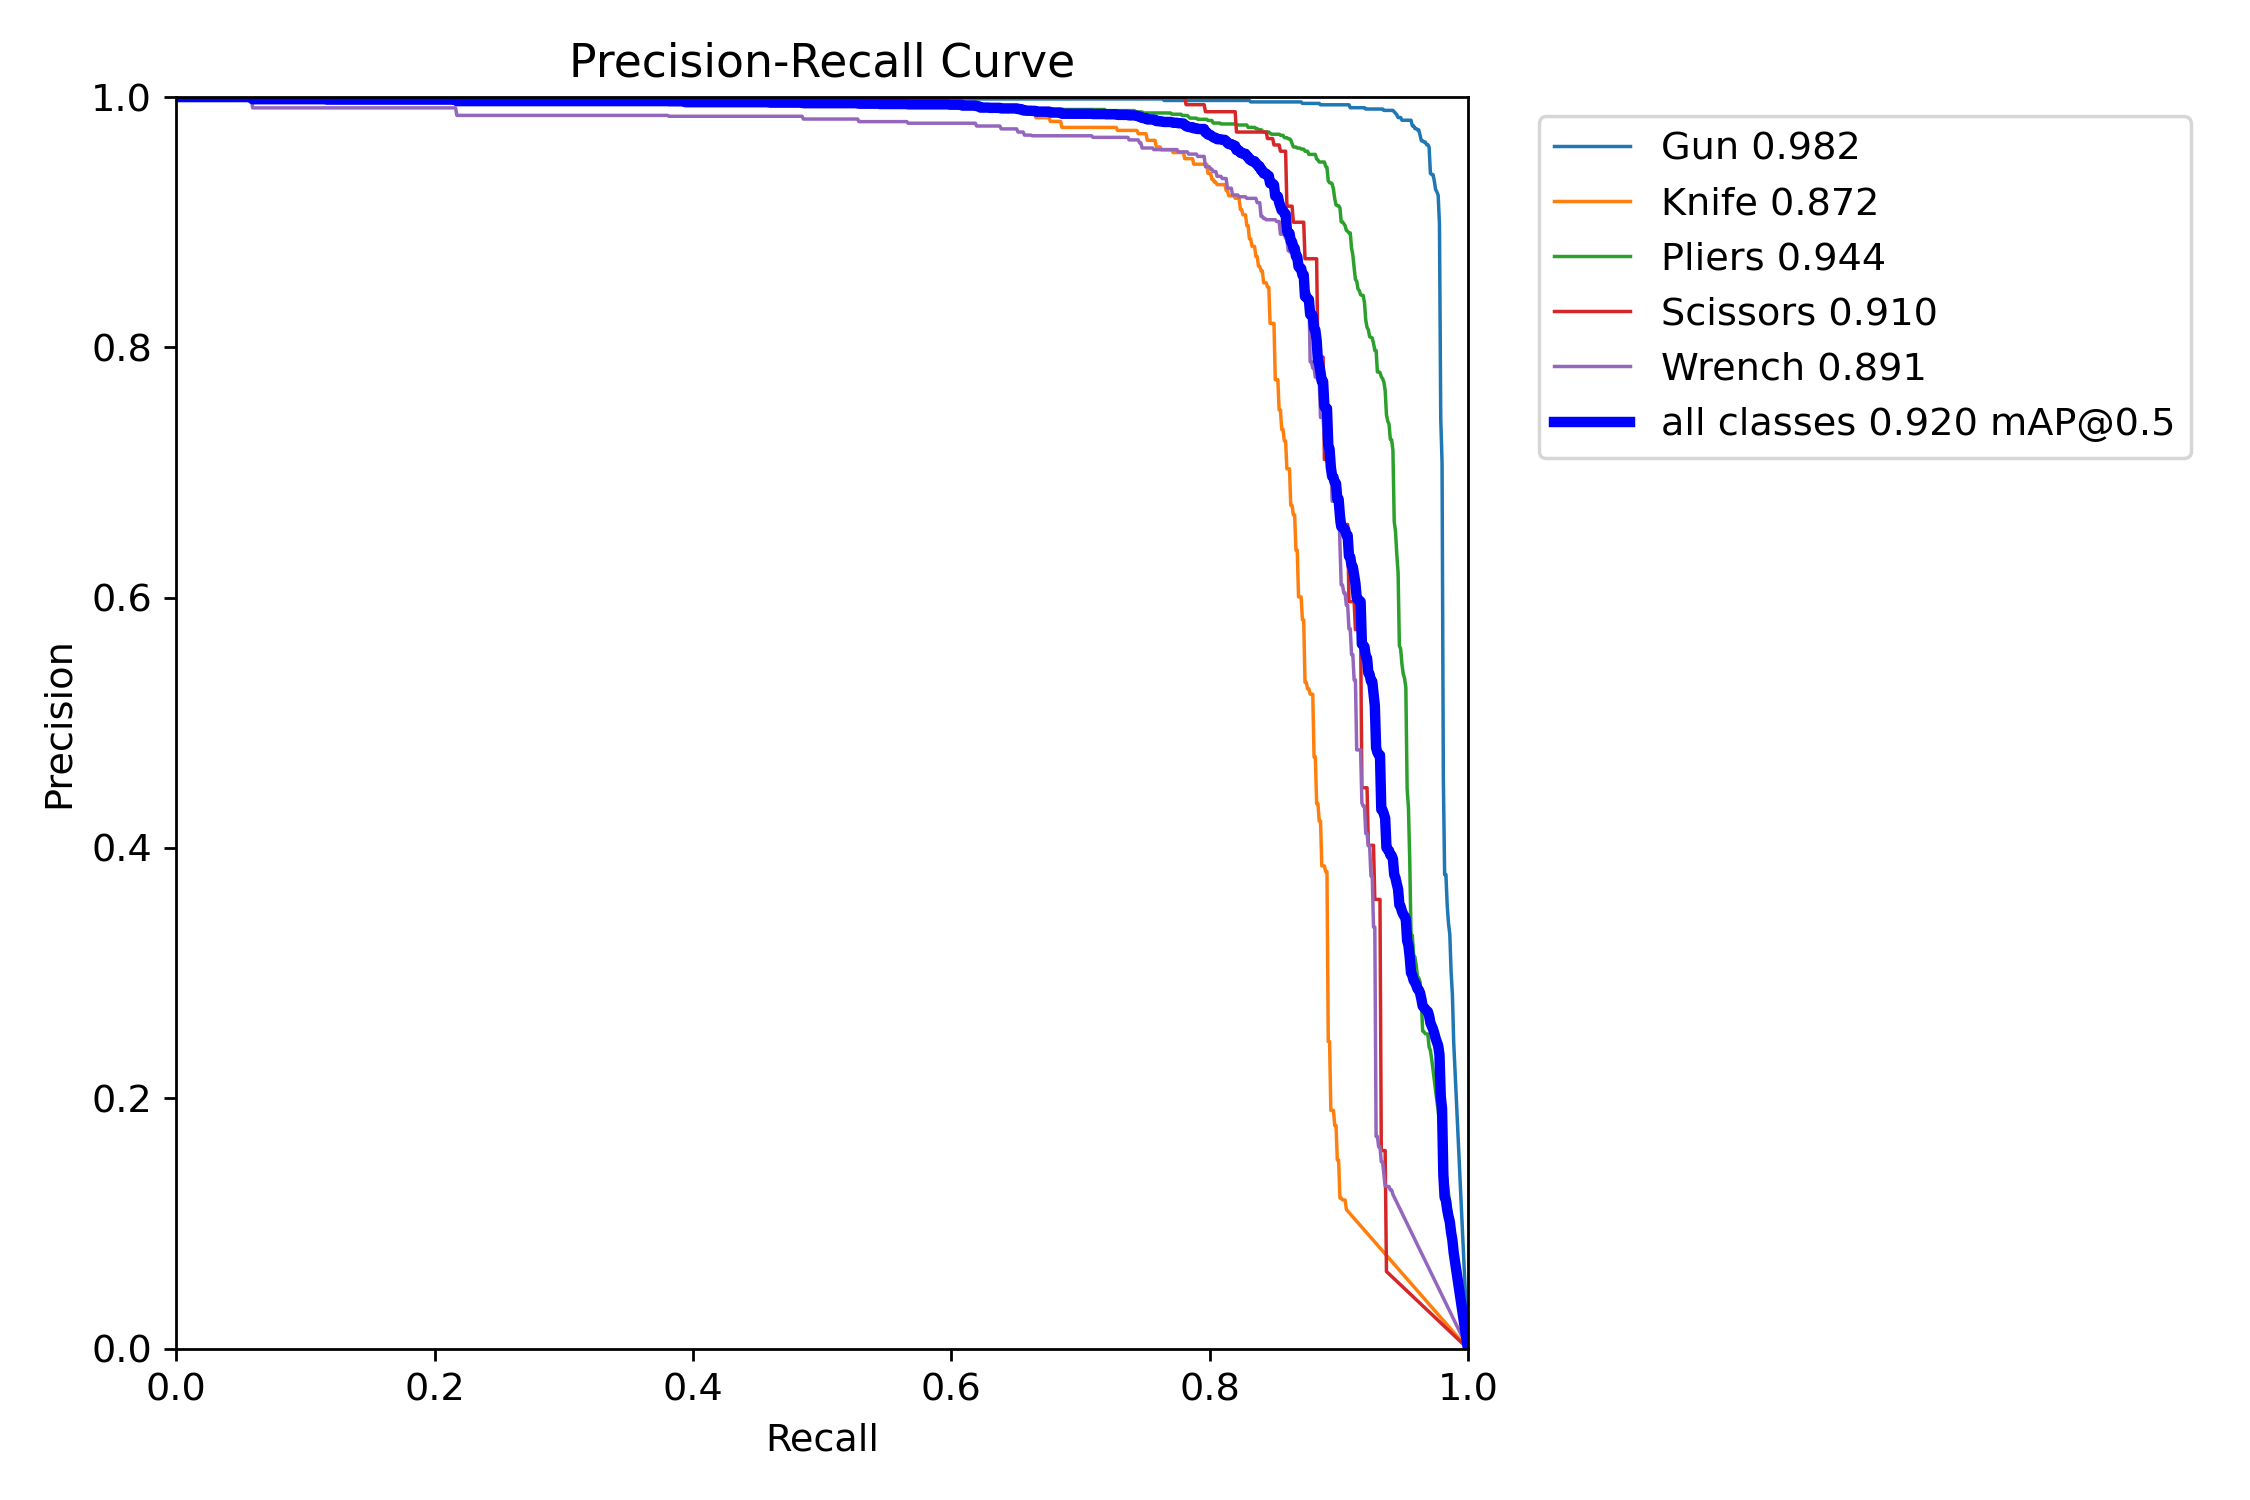 Precision-Recall Curve
1.0
0.8
0.6
0.4
0.2
0.0
Precision
0.0 0.2 0.4 0.6 0.8 1.0
Recall
Gun 0.982
Knife 0.872
Pliers 0.944
Scissors 0.910
Wrench 0.891
all classes 0.920 mAP@0.5